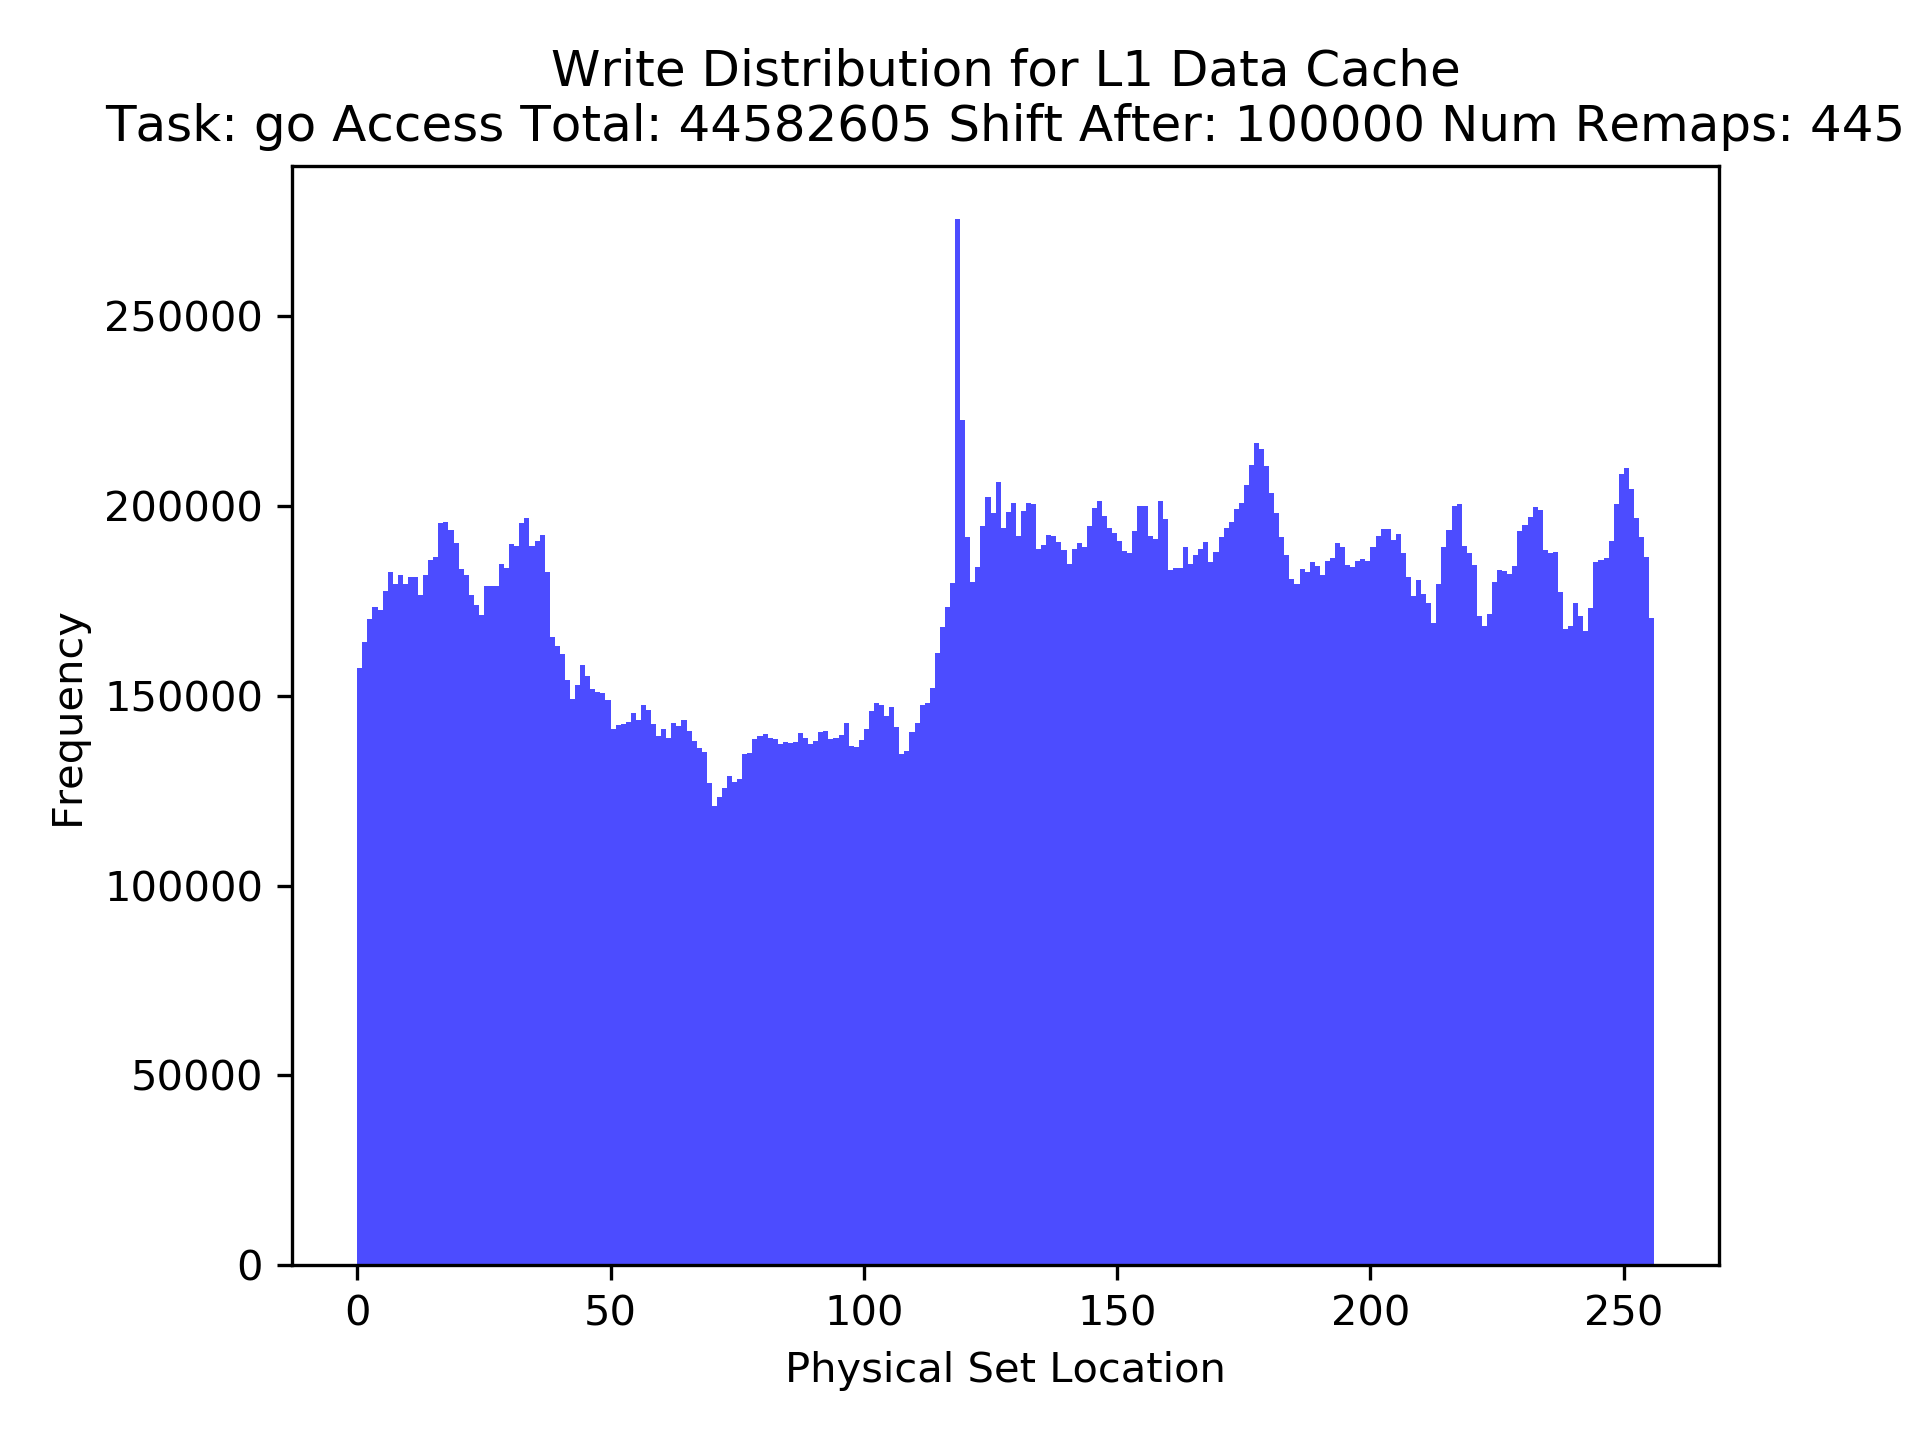 Write Distribution for L1 Data Cache
Task: go Access Total: 44582605 Shift After: 100000 Num Remaps: 445
250000
200000
150000
100000
50000
0
Frequency
0 50 100 150 200 250
Physical Set Location